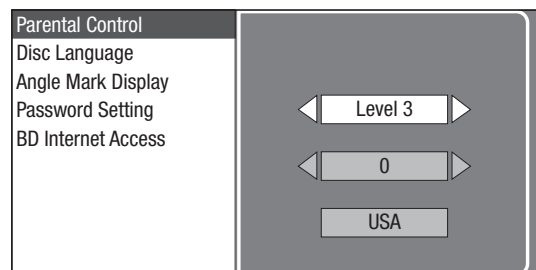 Parental Control
Disc Language
Angle Mark Display
Password Setting
BD Internet Access
Level 3
0
USA